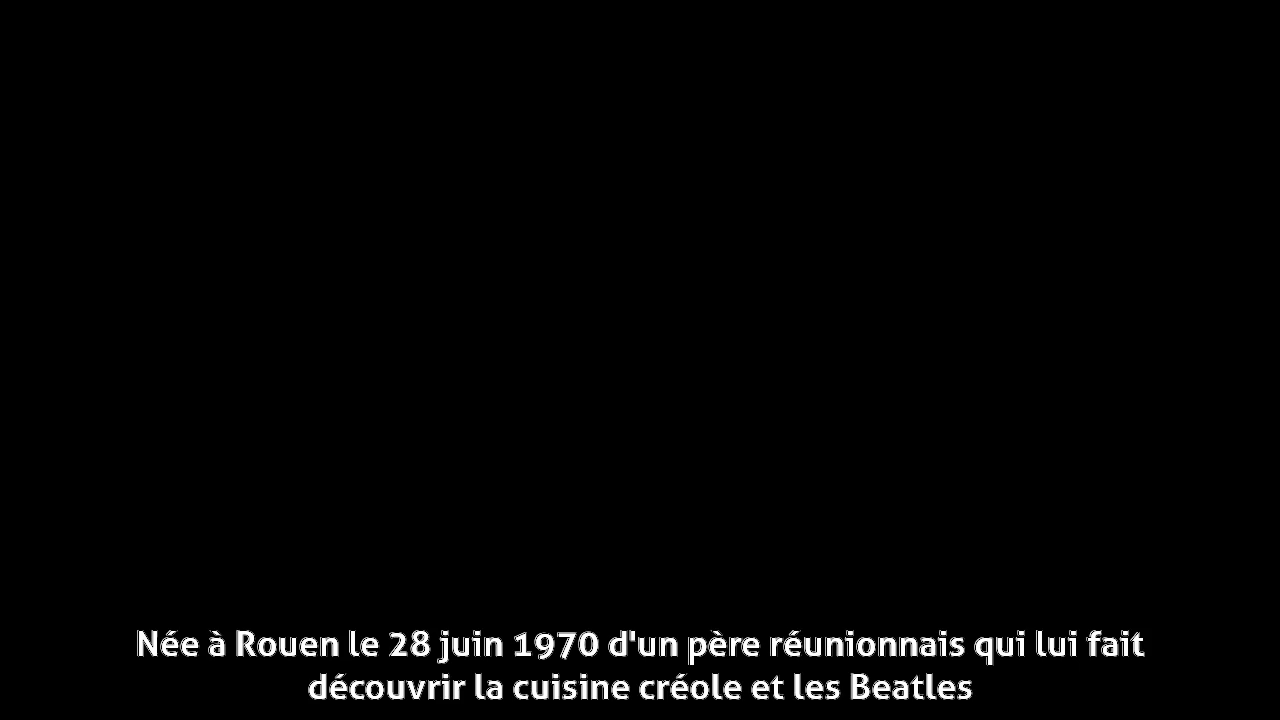 Née à Rouen le 28 juin 1970 d'un père réunionnais qui lui fait
découvrir la cuisine créole et les Beatles